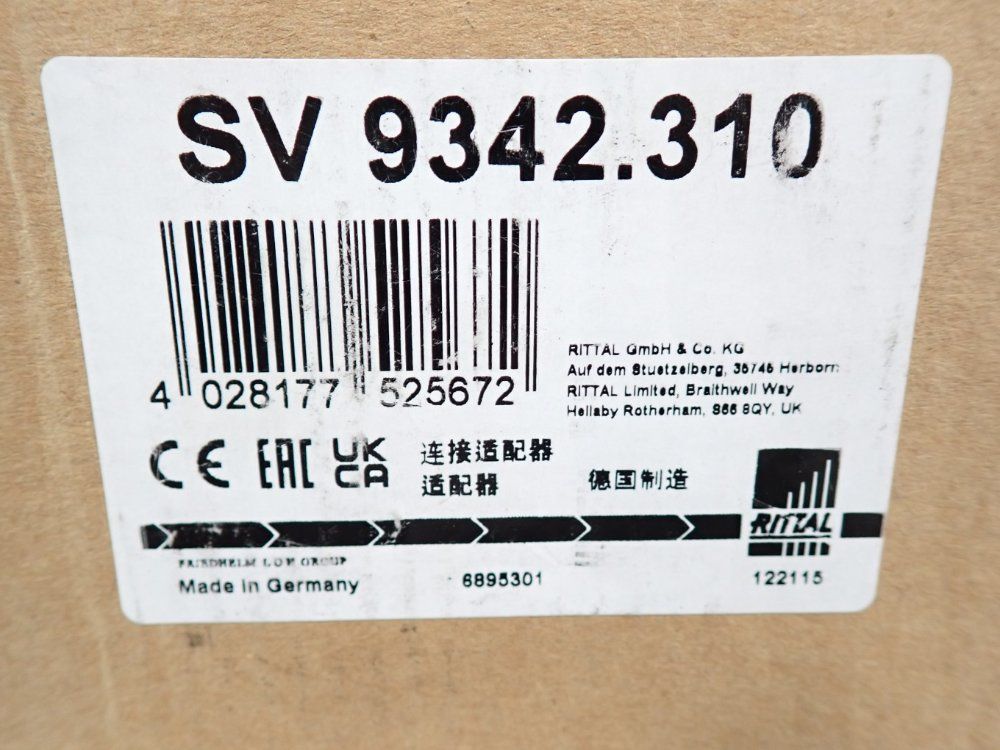 SV 9342.310
4 028177 525672
RITTAL GmbH & Co. KG
Auf dem Stuetzelberg, 35745 Herborn
RITTAL Limited, Braithwell Way
Hellaby Rotherham, S66 8QY, UK
CE EAC UK CA
连接适配器
适配器
德国制造
RITTAL
FRIEDHELM LOH GROUP
Made in Germany
6895301
122115